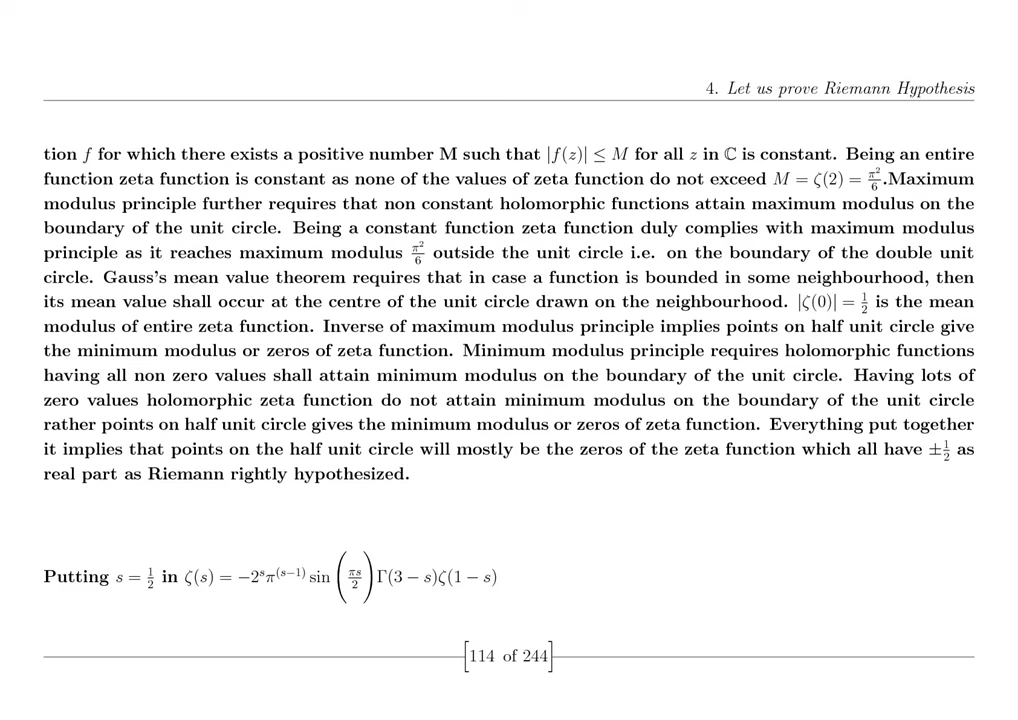 4. Let us prove Riemann Hypothesis
tion f for which there exists a positive number M such that |f(z)| ≤ M for all z in ℂ is constant. Being an entire
function zeta function is constant as none of the values of zeta function do not exceed M = ζ(2) = π²/6.Maximum
modulus principle further requires that non constant holomorphic functions attain maximum modulus on the
boundary of the unit circle. Being a constant function zeta function duly complies with maximum modulus
principle as it reaches maximum modulus π²/6 outside the unit circle i.e. on the boundary of the double unit
circle. Gauss's mean value theorem requires that in case a function is bounded in some neighbourhood, then
its mean value shall occur at the centre of the unit circle drawn on the neighbourhood. |ζ(0)| = 1/2 is the mean
modulus of entire zeta function. Inverse of maximum modulus principle implies points on half unit circle give
the minimum modulus or zeros of zeta function. Minimum modulus principle requires holomorphic functions
having all non zero values shall attain minimum modulus on the boundary of the unit circle. Having lots of
zero values holomorphic zeta function do not attain minimum modulus on the boundary of the unit circle
rather points on half unit circle gives the minimum modulus or zeros of zeta function. Everything put together
it implies that points on the half unit circle will mostly be the zeros of the zeta function which all have ±1/2 as
real part as Riemann rightly hypothesized.
Putting s = 1/2 in ζ(s) = −2^s π^(s−1) sin(πs/2)Γ(3 − s)ζ(1 − s)
[114 of 244]